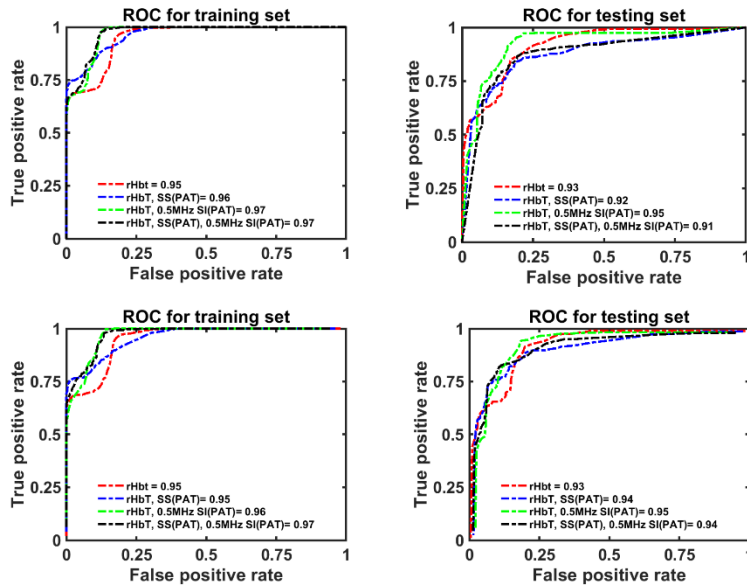 ROC for training set
True positive rate
1
0.75
0.5
0.25
0
0 0.25 0.5 0.75 1
False positive rate
rHbt = 0.95
rHbT, SS(PAT)= 0.96
rHbT, 0.5MHz SI(PAT)= 0.97
rHbT, SS(PAT), 0.5MHz SI(PAT)= 0.97
ROC for testing set
True positive rate
1
0.75
0.5
0.25
0
0 0.25 0.5 0.75 1
False positive rate
rHbt = 0.93
rHbT, SS(PAT)= 0.92
rHbT, 0.5MHz SI(PAT)= 0.95
rHbT, SS(PAT), 0.5MHz SI(PAT)= 0.91
ROC for training set
True positive rate
1
0.75
0.5
0.25
0
0 0.25 0.5 0.75 1
False positive rate
rHbt = 0.95
rHbT, SS(PAT)= 0.95
rHbT, 0.5MHz SI(PAT)= 0.96
rHbT, SS(PAT), 0.5MHz SI(PAT)= 0.97
ROC for testing set
True positive rate
1
0.75
0.5
0.25
0
0 0.25 0.5 0.75 1
False positive rate
rHbt = 0.93
rHbT, SS(PAT)= 0.94
rHbT, 0.5MHz SI(PAT)= 0.95
rHbT, SS(PAT), 0.5MHz SI(PAT)= 0.94